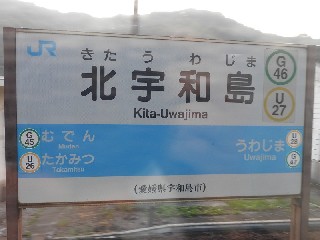 JR
きたうわじま
北宇和島
Kita-Uwajima
G
46
U
27
G
45
むでん
Muden
U
26
たかみつ
Takamitsu
うわじま
Uwajima
U
28
G
47
(愛媛県宇和島市)